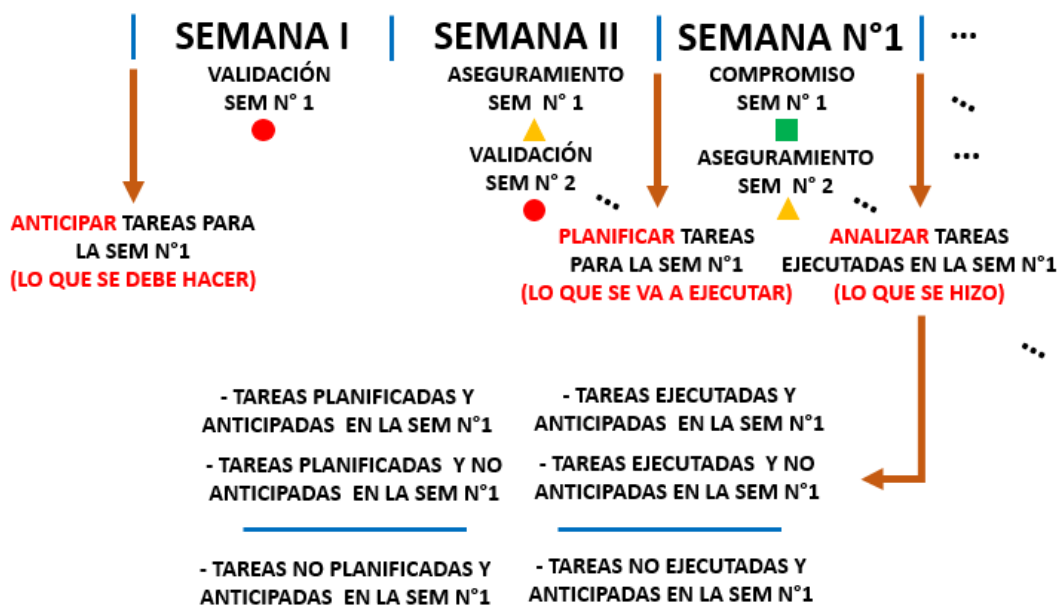 SEMANA I
SEMANA II
SEMANA N°1
...
VALIDACIÓN
SEM N° 1
ASEGURAMIENTO
SEM N° 1
COMPROMISO
SEM N° 1
...
VALIDACIÓN
SEM N° 2
...
ASEGURAMIENTO
SEM N° 2
...
...
ANTICIPAR TAREAS PARA
LA SEM N°1
(LO QUE SE DEBE HACER)
PLANIFICAR TAREAS
PARA LA SEM N°1
(LO QUE SE VA A EJECUTAR)
ANALIZAR TAREAS
EJECUTADAS EN LA SEM N°1
(LO QUE SE HIZO)
...
- TAREAS PLANIFICADAS Y
ANTICIPADAS EN LA SEM N°1
- TAREAS EJECUTADAS Y
ANTICIPADAS EN LA SEM N°1
- TAREAS PLANIFICADAS Y NO
ANTICIPADAS EN LA SEM N°1
- TAREAS EJECUTADAS Y NO
ANTICIPADAS EN LA SEM N°1
- TAREAS NO PLANIFICADAS Y
ANTICIPADAS EN LA SEM N°1
- TAREAS NO EJECUTADAS Y
ANTICIPADAS EN LA SEM N°1